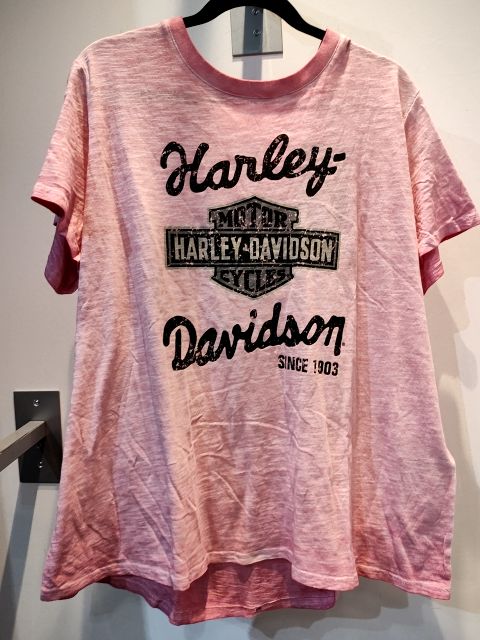 Harley-
MOTOR
HARLEY-DAVIDSON
CYCLES
Davidson
SINCE 1903